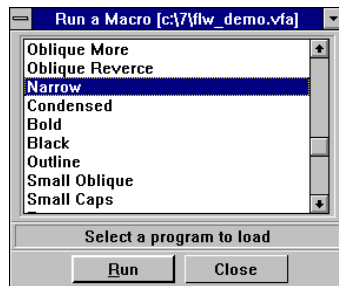 Run a Macro [c:\7\flw_demo.vfa]
Oblique More
Oblique Reverce
Narrow
Condensed
Bold
Black
Outline
Small Oblique
Small Caps
Select a program to load
Run
Close